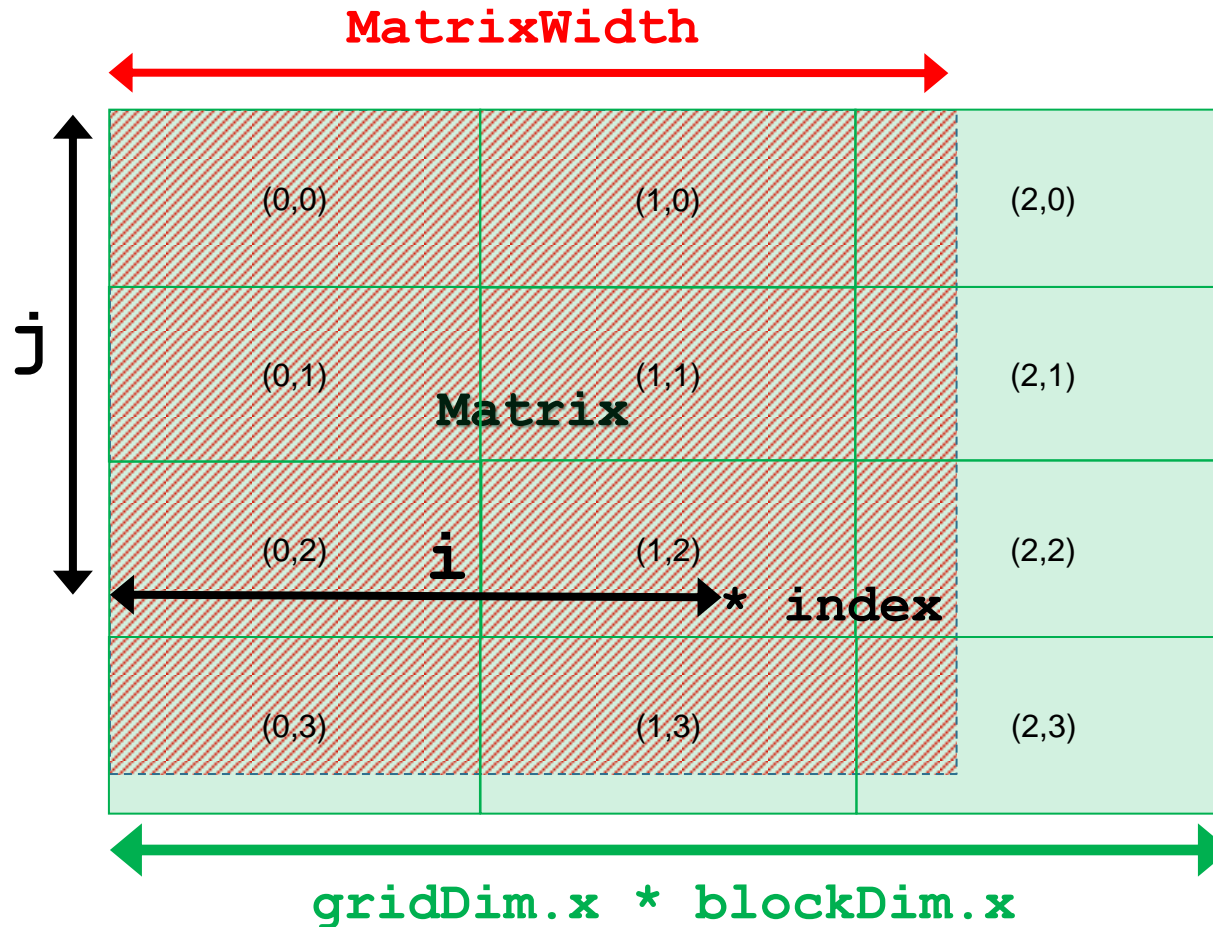 MatrixWidth
(0,0) (1,0) (2,0)
j
(0,1) (1,1) (2,1)
Matrix
(0,2) i (1,2) (2,2)
* index
(0,3) (1,3) (2,3)
gridDim.x * blockDim.x